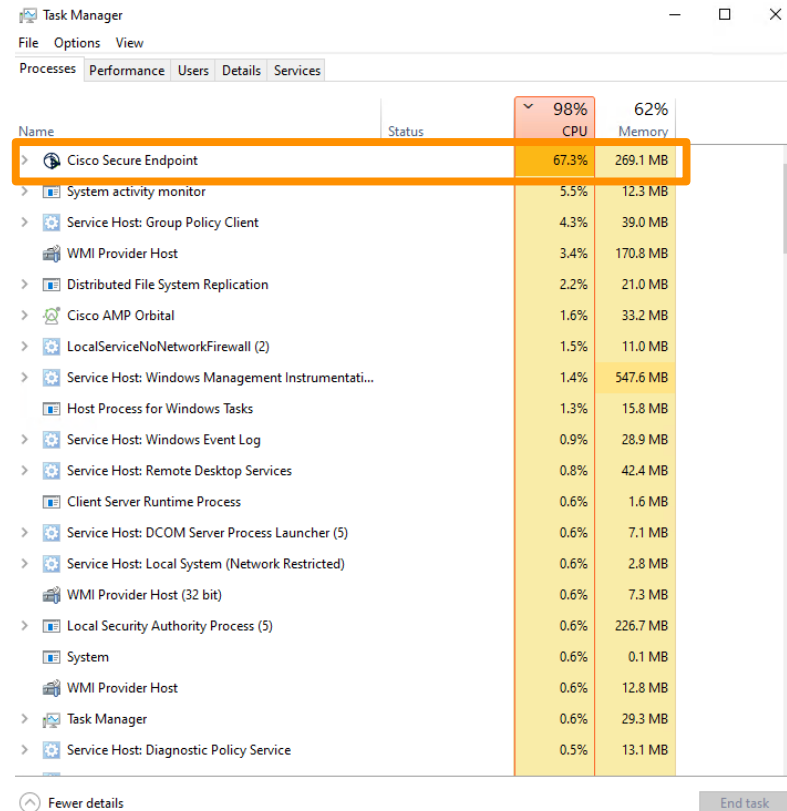 Task Manager
File Options View
Processes Performance Users Details Services
98% 62%
Name Status CPU Memory
Cisco Secure Endpoint 67.3% 269.1 MB
System activity monitor 5.5% 12.3 MB
Service Host: Group Policy Client 4.3% 39.0 MB
WMI Provider Host 3.4% 170.8 MB
Distributed File System Replication 2.2% 21.0 MB
Cisco AMP Orbital 1.6% 33.2 MB
LocalServiceNoNetworkFirewall (2) 1.5% 11.0 MB
Service Host: Windows Management Instrumentati... 1.4% 547.6 MB
Host Process for Windows Tasks 1.3% 15.8 MB
Service Host: Windows Event Log 0.9% 28.9 MB
Service Host: Remote Desktop Services 0.8% 42.4 MB
Client Server Runtime Process 0.6% 1.6 MB
Service Host: DCOM Server Process Launcher (5) 0.6% 7.1 MB
Service Host: Local System (Network Restricted) 0.6% 2.8 MB
WMI Provider Host (32 bit) 0.6% 7.3 MB
Local Security Authority Process (5) 0.6% 226.7 MB
System 0.6% 0.1 MB
WMI Provider Host 0.6% 12.8 MB
Task Manager 0.6% 29.3 MB
Service Host: Diagnostic Policy Service 0.5% 13.1 MB
Fewer details End task